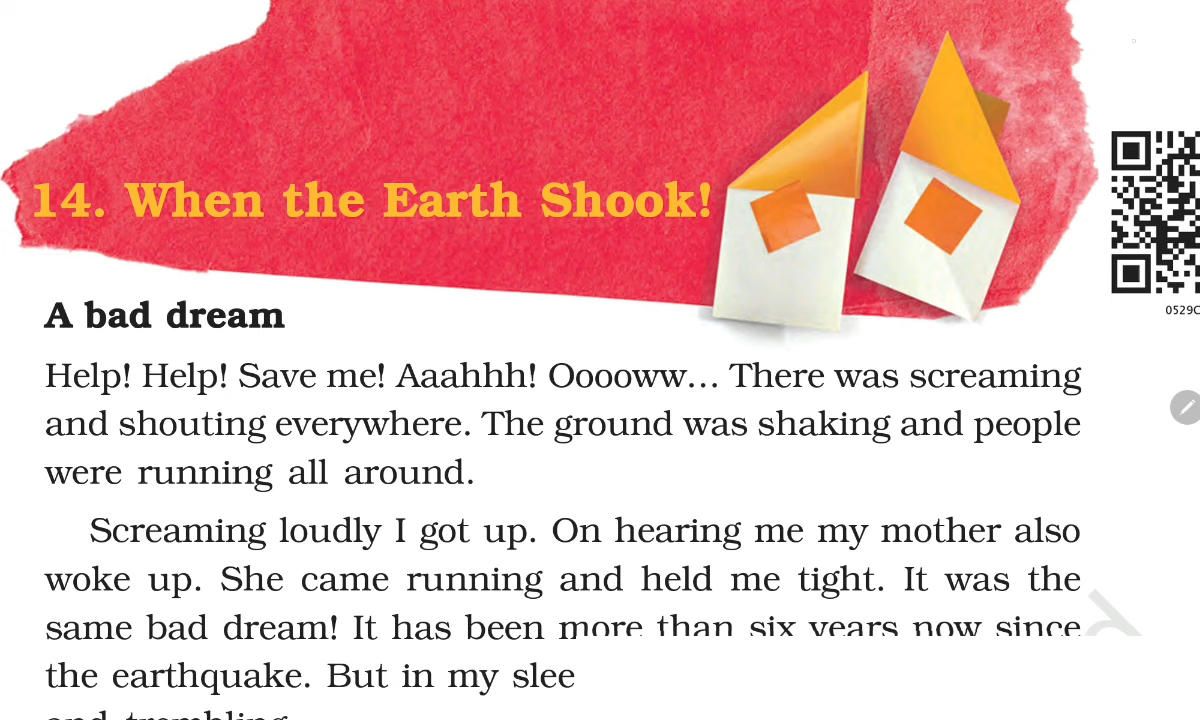 14. When the Earth Shook!
0529C
A bad dream
Help! Help! Save me! Aaahhh! Ooooww... There was screaming
and shouting everywhere. The ground was shaking and people
were running all around.
Screaming loudly I got up. On hearing me my mother also
woke up. She came running and held me tight. It was the
same bad dream! It has been more than six years now since
the earthquake. But in my slee
and trembling